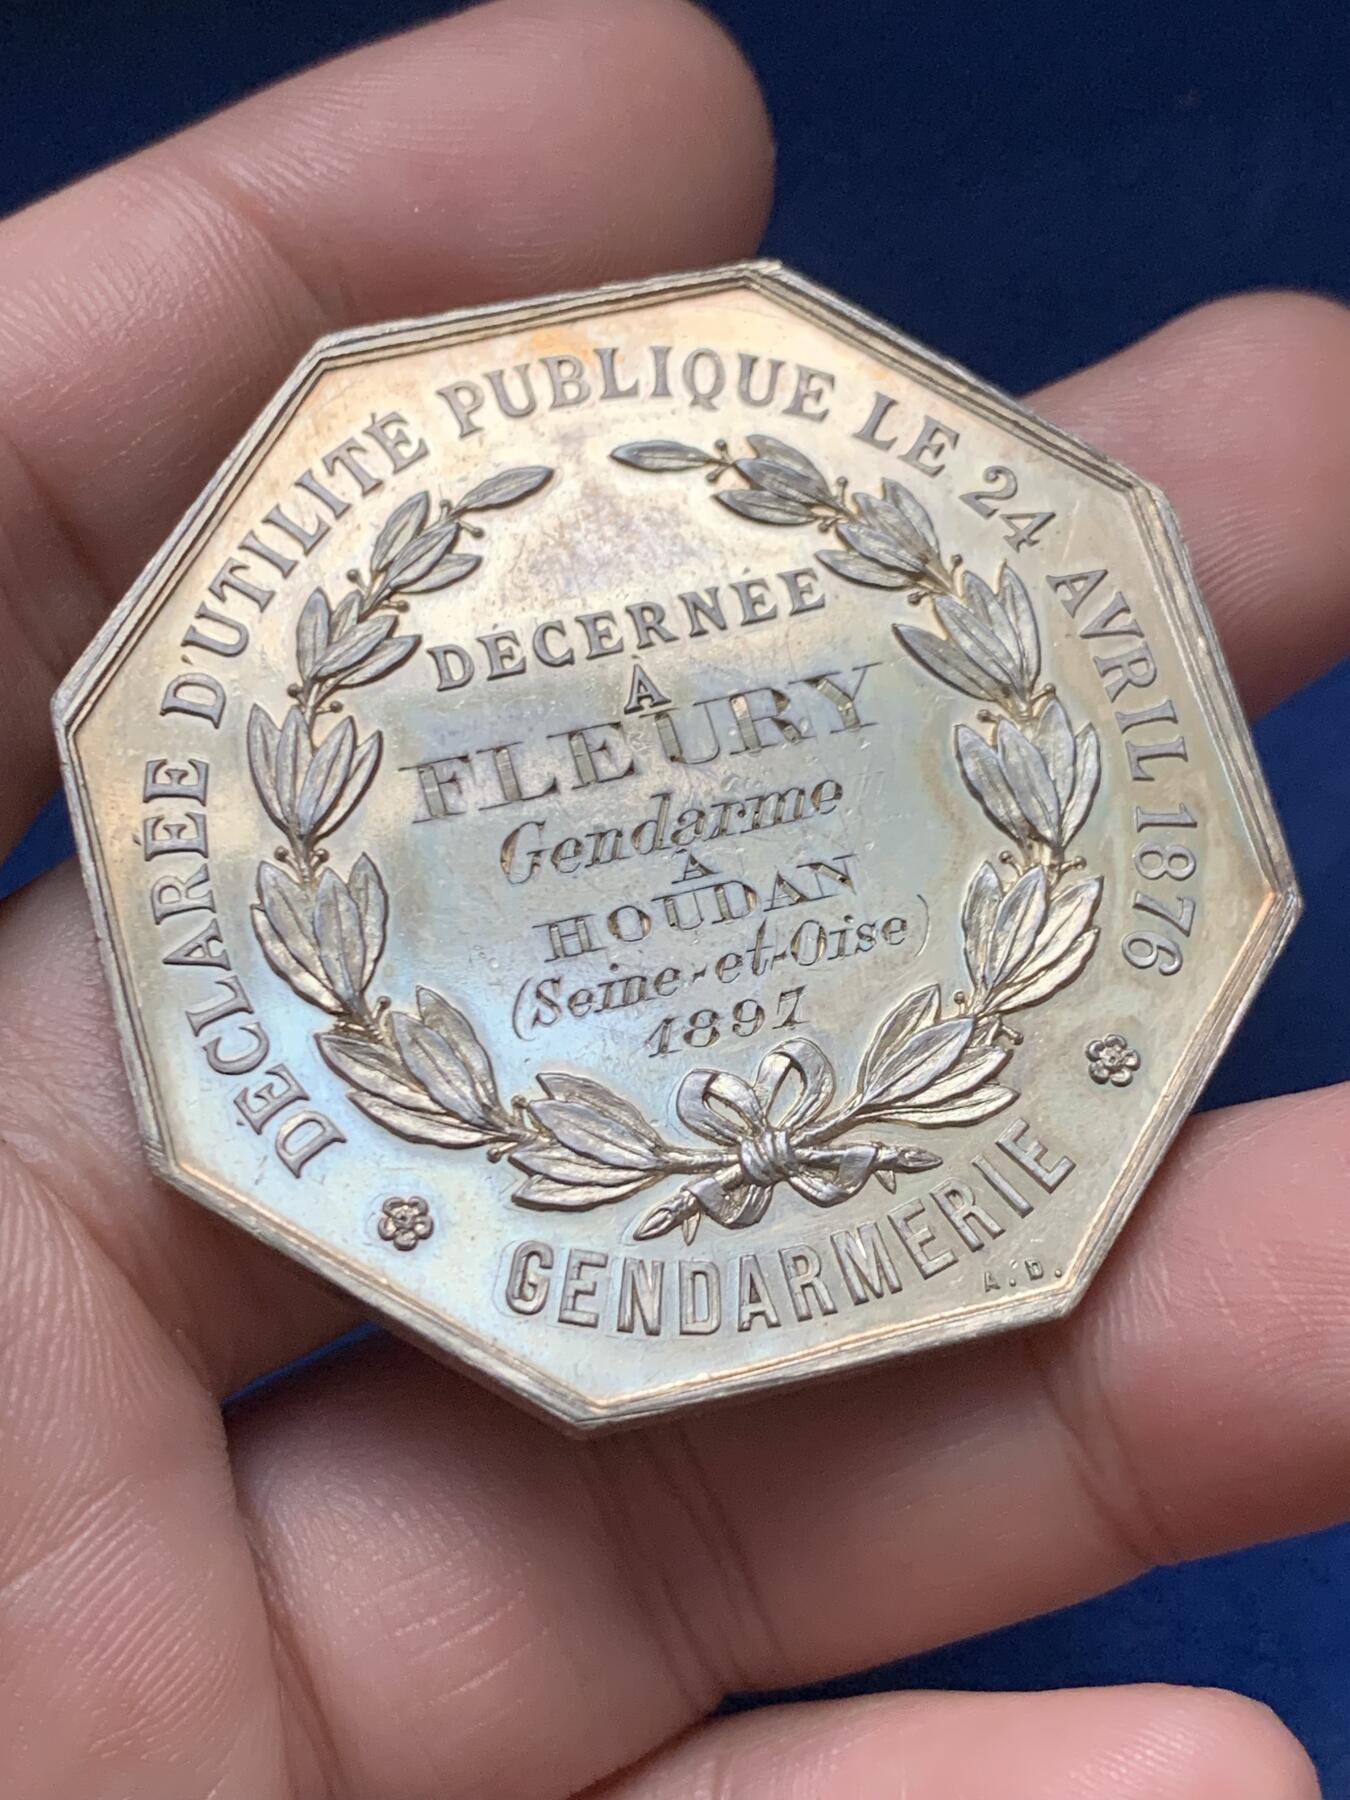 DÉCLARÉE D'UTILITÉ PUBLIQUE LE 24 AVRIL 1876
DÉCERNÉE
À
FLEURY
Gendarme
À
HOUDAN
(Seine-et-Oise)
1897
GENDARMERIE
A.D.